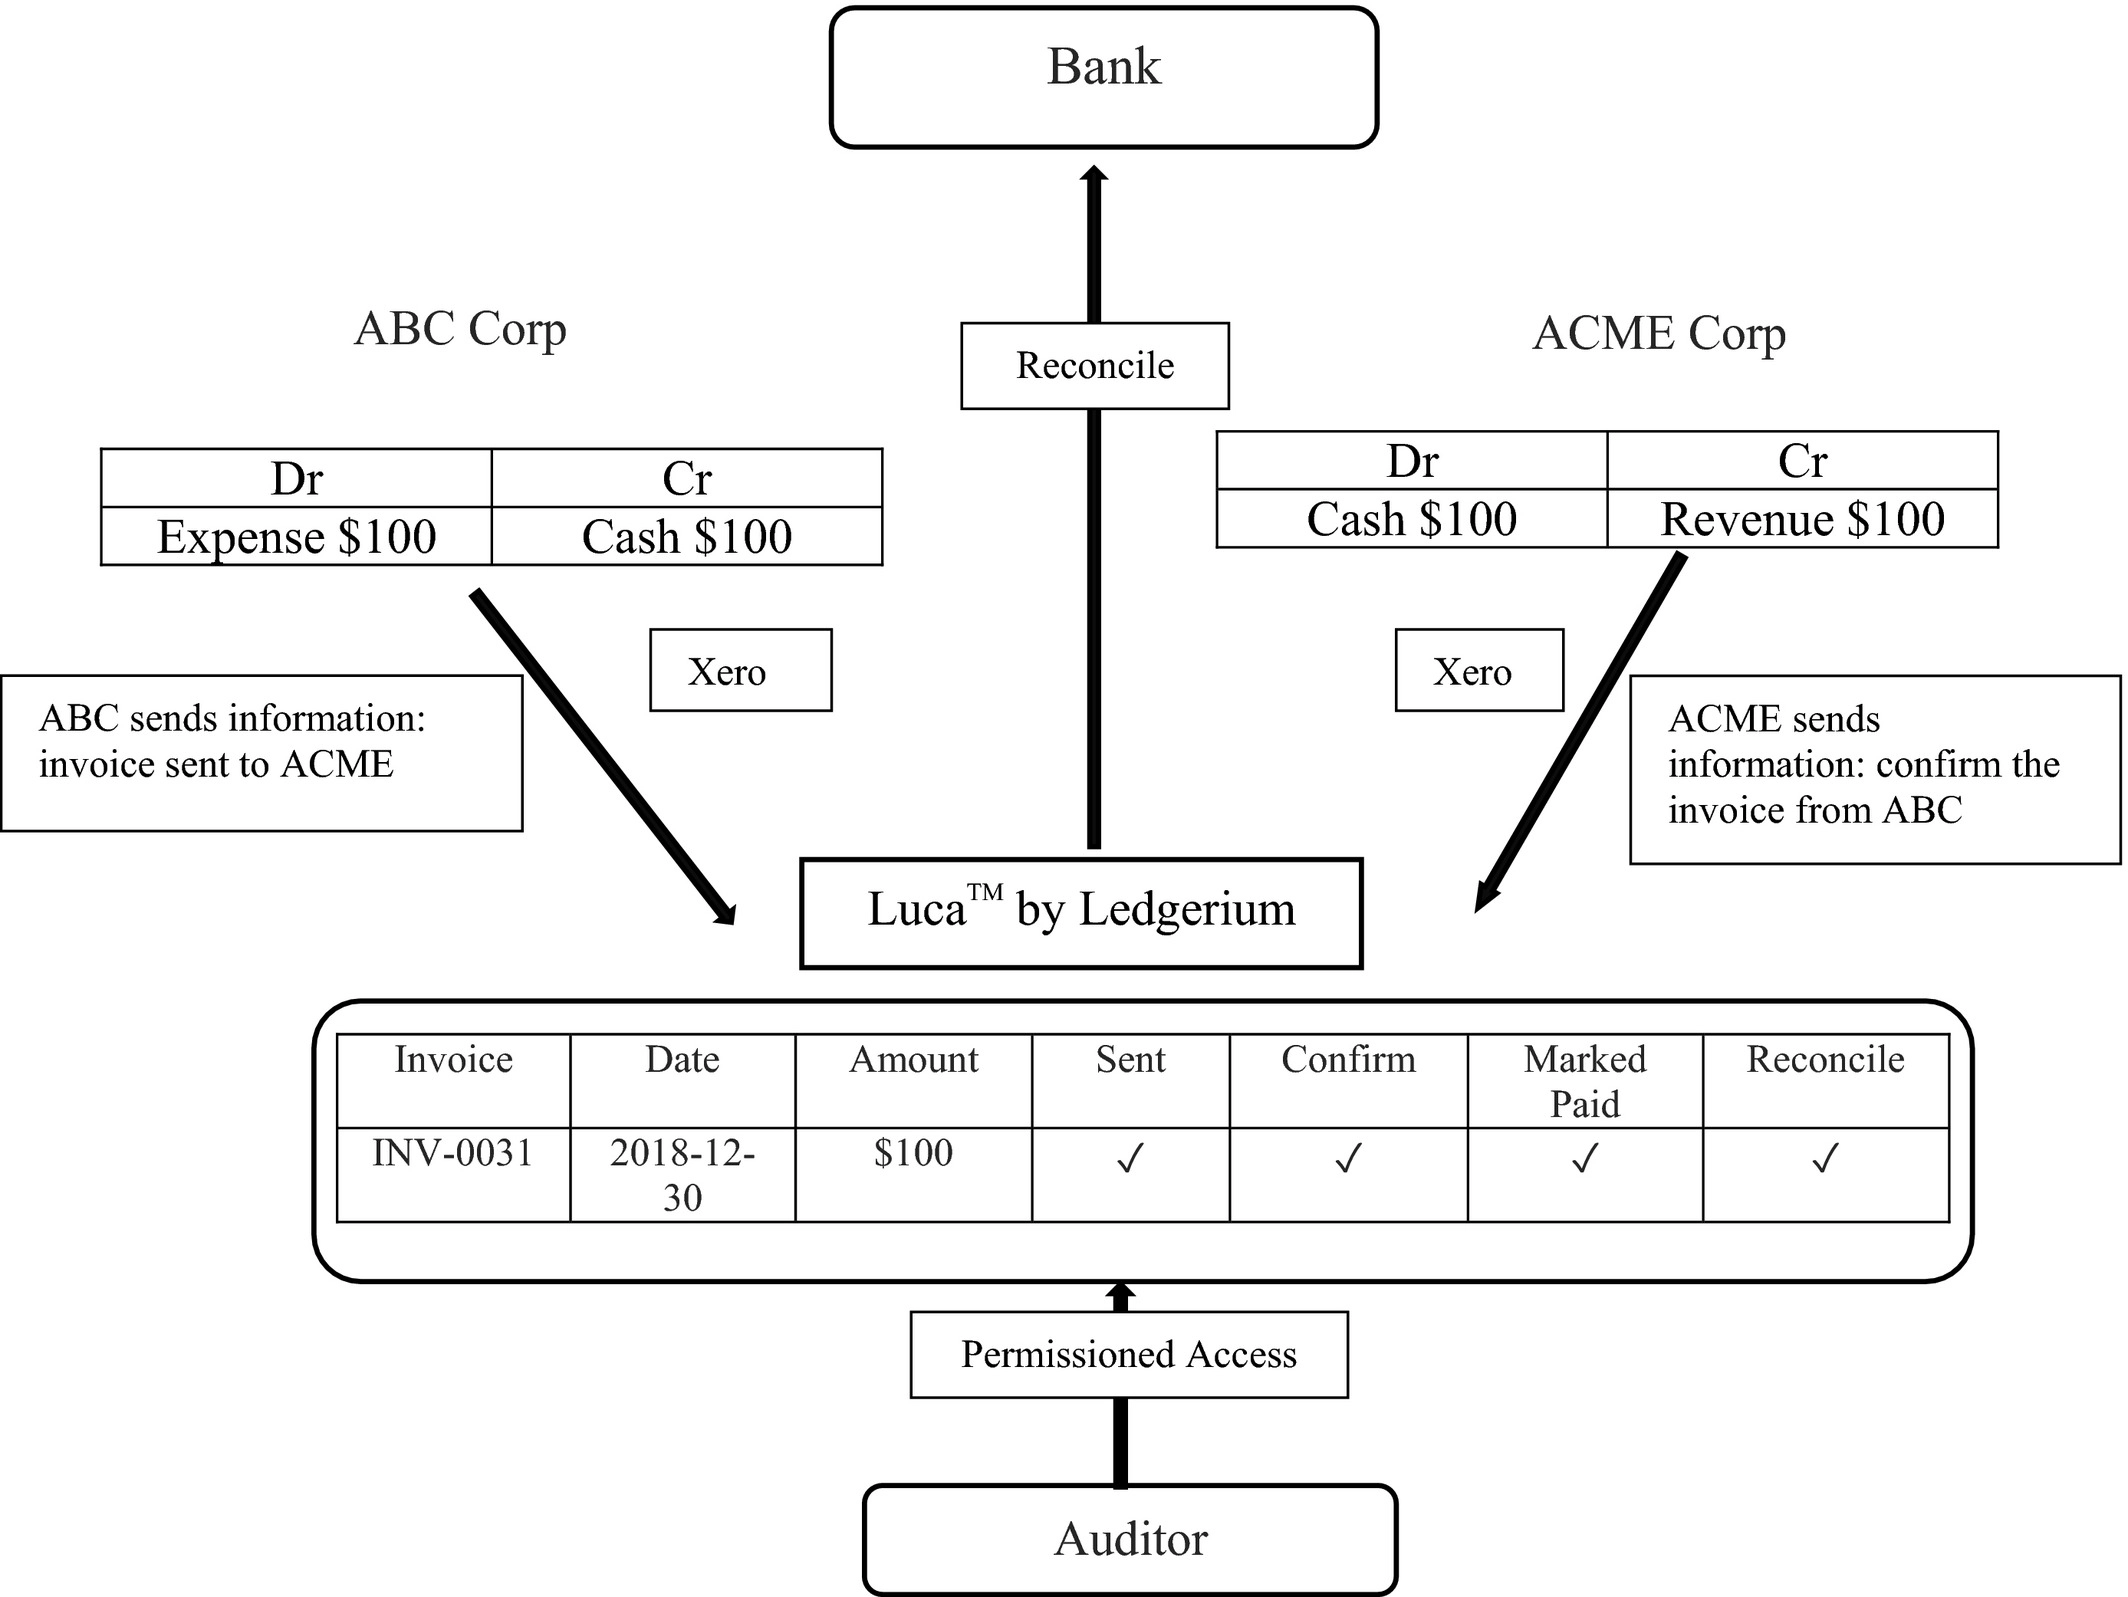 Bank
ABC Corp
ACME Corp
Reconcile
Dr Cr
Expense $100 Cash $100
Dr Cr
Cash $100 Revenue $100
Xero
Xero
ABC sends information:
invoice sent to ACME
ACME sends
information: confirm the
invoice from ABC
Luca™ by Ledgerium
Invoice Date Amount Sent Confirm Marked Reconcile
Paid
INV-0031 2018-12- $100 ✓ ✓ ✓ ✓
30
Permissioned Access
Auditor